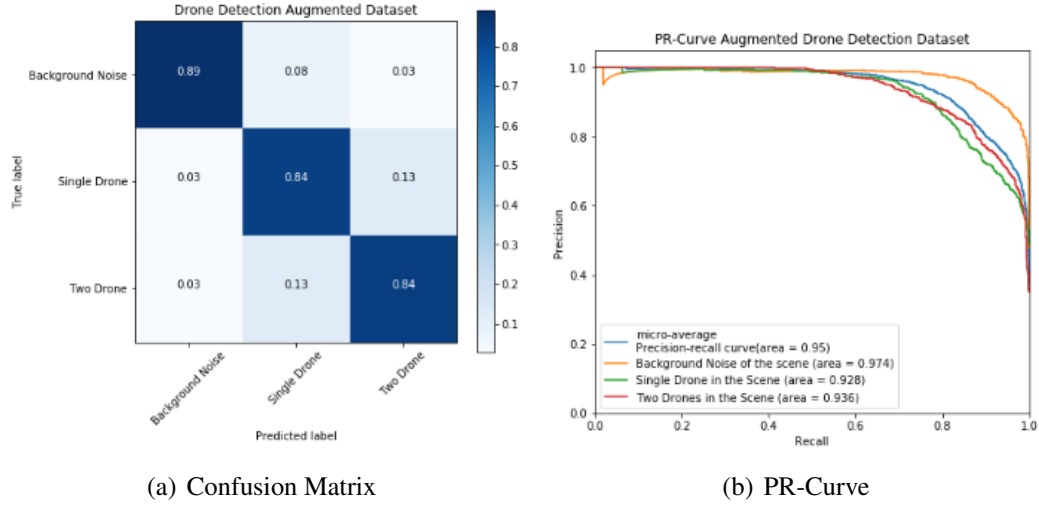 Drone Detection Augmented Dataset
True label
Background Noise
Single Drone
Two Drone
0.89 0.08 0.03
0.03 0.84 0.13
0.03 0.13 0.84
Background Noise
Single Drone
Two Drone
Predicted label
0.8
0.7
0.6
0.5
0.4
0.3
0.2
0.1
(a) Confusion Matrix
PR-Curve Augmented Drone Detection Dataset
Precision
1.0
0.8
0.6
0.4
0.2
0.0
micro-average
Precision-recall curve(area = 0.95)
Background Noise of the scene (area = 0.974)
Single Drone in the Scene (area = 0.928)
Two Drones in the Scene (area = 0.936)
0.0 0.2 0.4 0.6 0.8 1.0
Recall
(b) PR-Curve